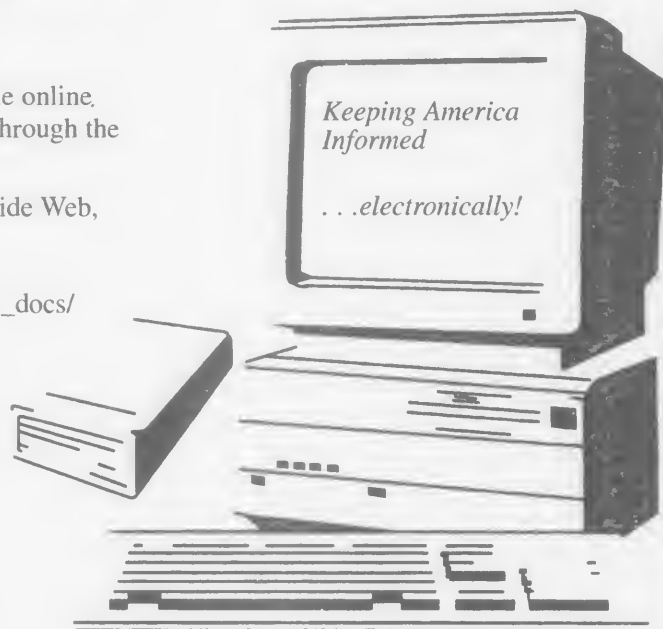 e online,
hrough the
ide Web,
_docs/
Keeping America
Informed
. . .electronically!